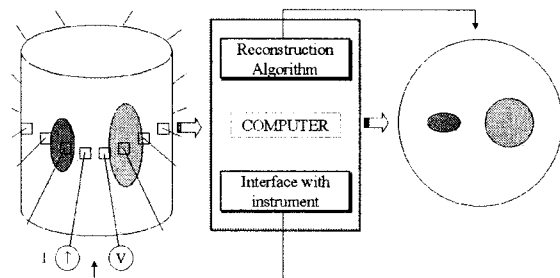 Reconstruction
Algorithm
COMPUTER
Interface with
instrument
I
V